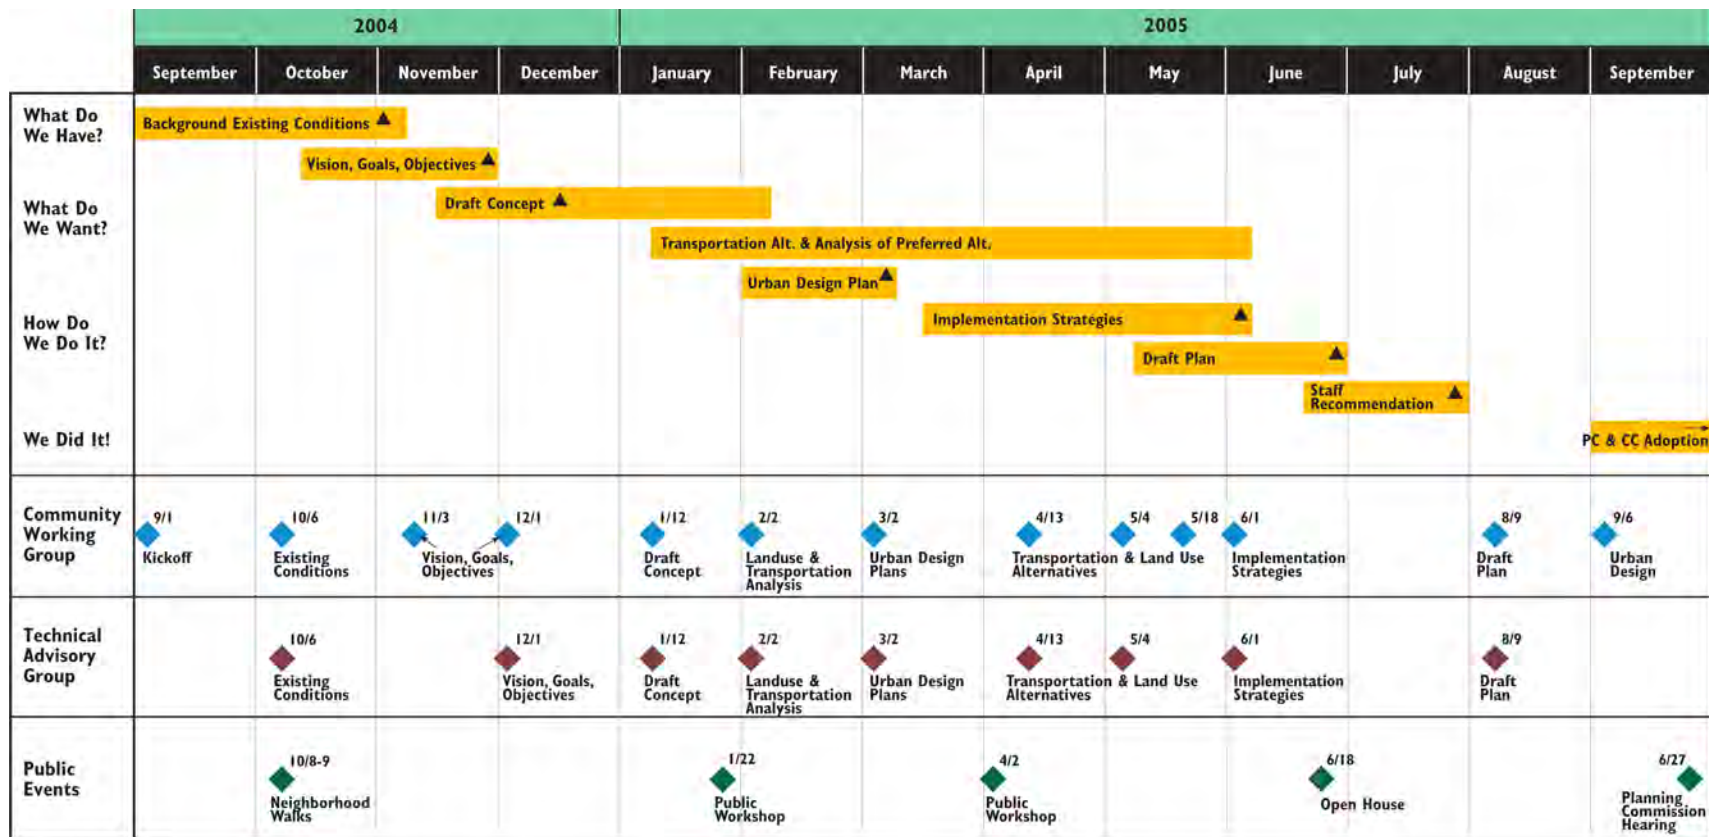 2004
2005
September
October
November
December
January
February
March
April
May
June
July
August
September
What Do
We Have?
Background Existing Conditions
Vision, Goals, Objectives
What Do
We Want?
Draft Concept
Transportation Alt. & Analysis of Preferred Alt.
Urban Design Plan
How Do
We Do It?
Implementation Strategies
Draft Plan
Staff
Recommendation
We Did It!
PC & CC Adoption
Community
Working
Group
9/1
Kickoff
10/6
Existing
Conditions
11/3
12/1
Vision, Goals,
Objectives
1/12
Draft
Concept
2/2
Landuse &
Transportation
Analysis
3/2
Urban Design
Plans
4/13
5/4
5/18
Transportation & Land Use
Alternatives
6/1
Implementation
Strategies
8/9
Draft
Plan
9/6
Urban
Design
Technical
Advisory
Group
10/6
Existing
Conditions
12/1
Vision, Goals,
Objectives
1/12
Draft
Concept
2/2
Landuse &
Transportation
Analysis
3/2
Urban Design
Plans
4/13
5/4
Transportation & Land Use
Alternatives
6/1
Implementation
Strategies
8/9
Draft
Plan
Public
Events
10/8-9
Neighborhood
Walks
1/22
Public
Workshop
4/2
Public
Workshop
6/18
Open House
6/27
Planning
Commission
Hearing